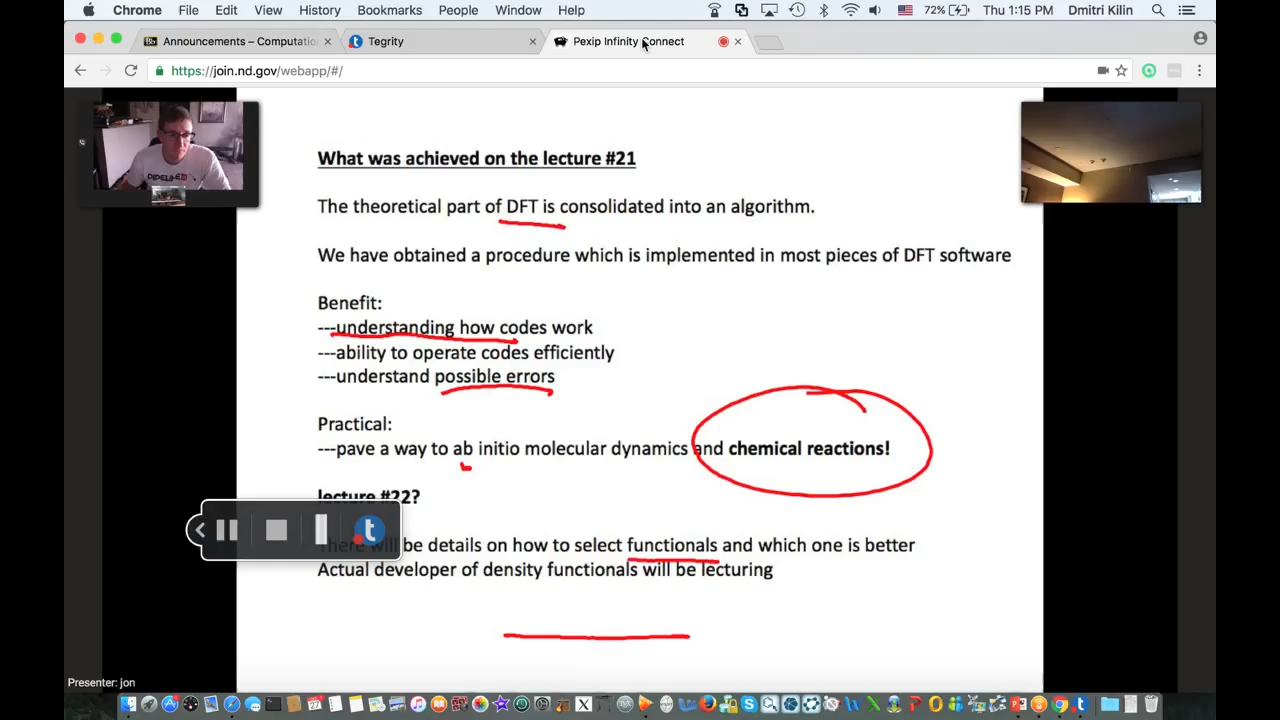 Chrome File Edit View History Bookmarks People Window Help 72% Thu 1:15 PM Dmitri Kilin
Bb Announcements – Computatio × t Tegrity × Pexip Infinity Connect ×
https://join.nd.gov/webapp/#/
PIPELINE
What was achieved on the lecture #21
The theoretical part of DFT is consolidated into an algorithm.
We have obtained a procedure which is implemented in most pieces of DFT software
Benefit:
---understanding how codes work
---ability to operate codes efficiently
---understand possible errors
Practical:
---pave a way to ab initio molecular dynamics and chemical reactions!
lecture #22?
t
There will be details on how to select functionals and which one is better
Actual developer of density functionals will be lecturing
Presenter: jon